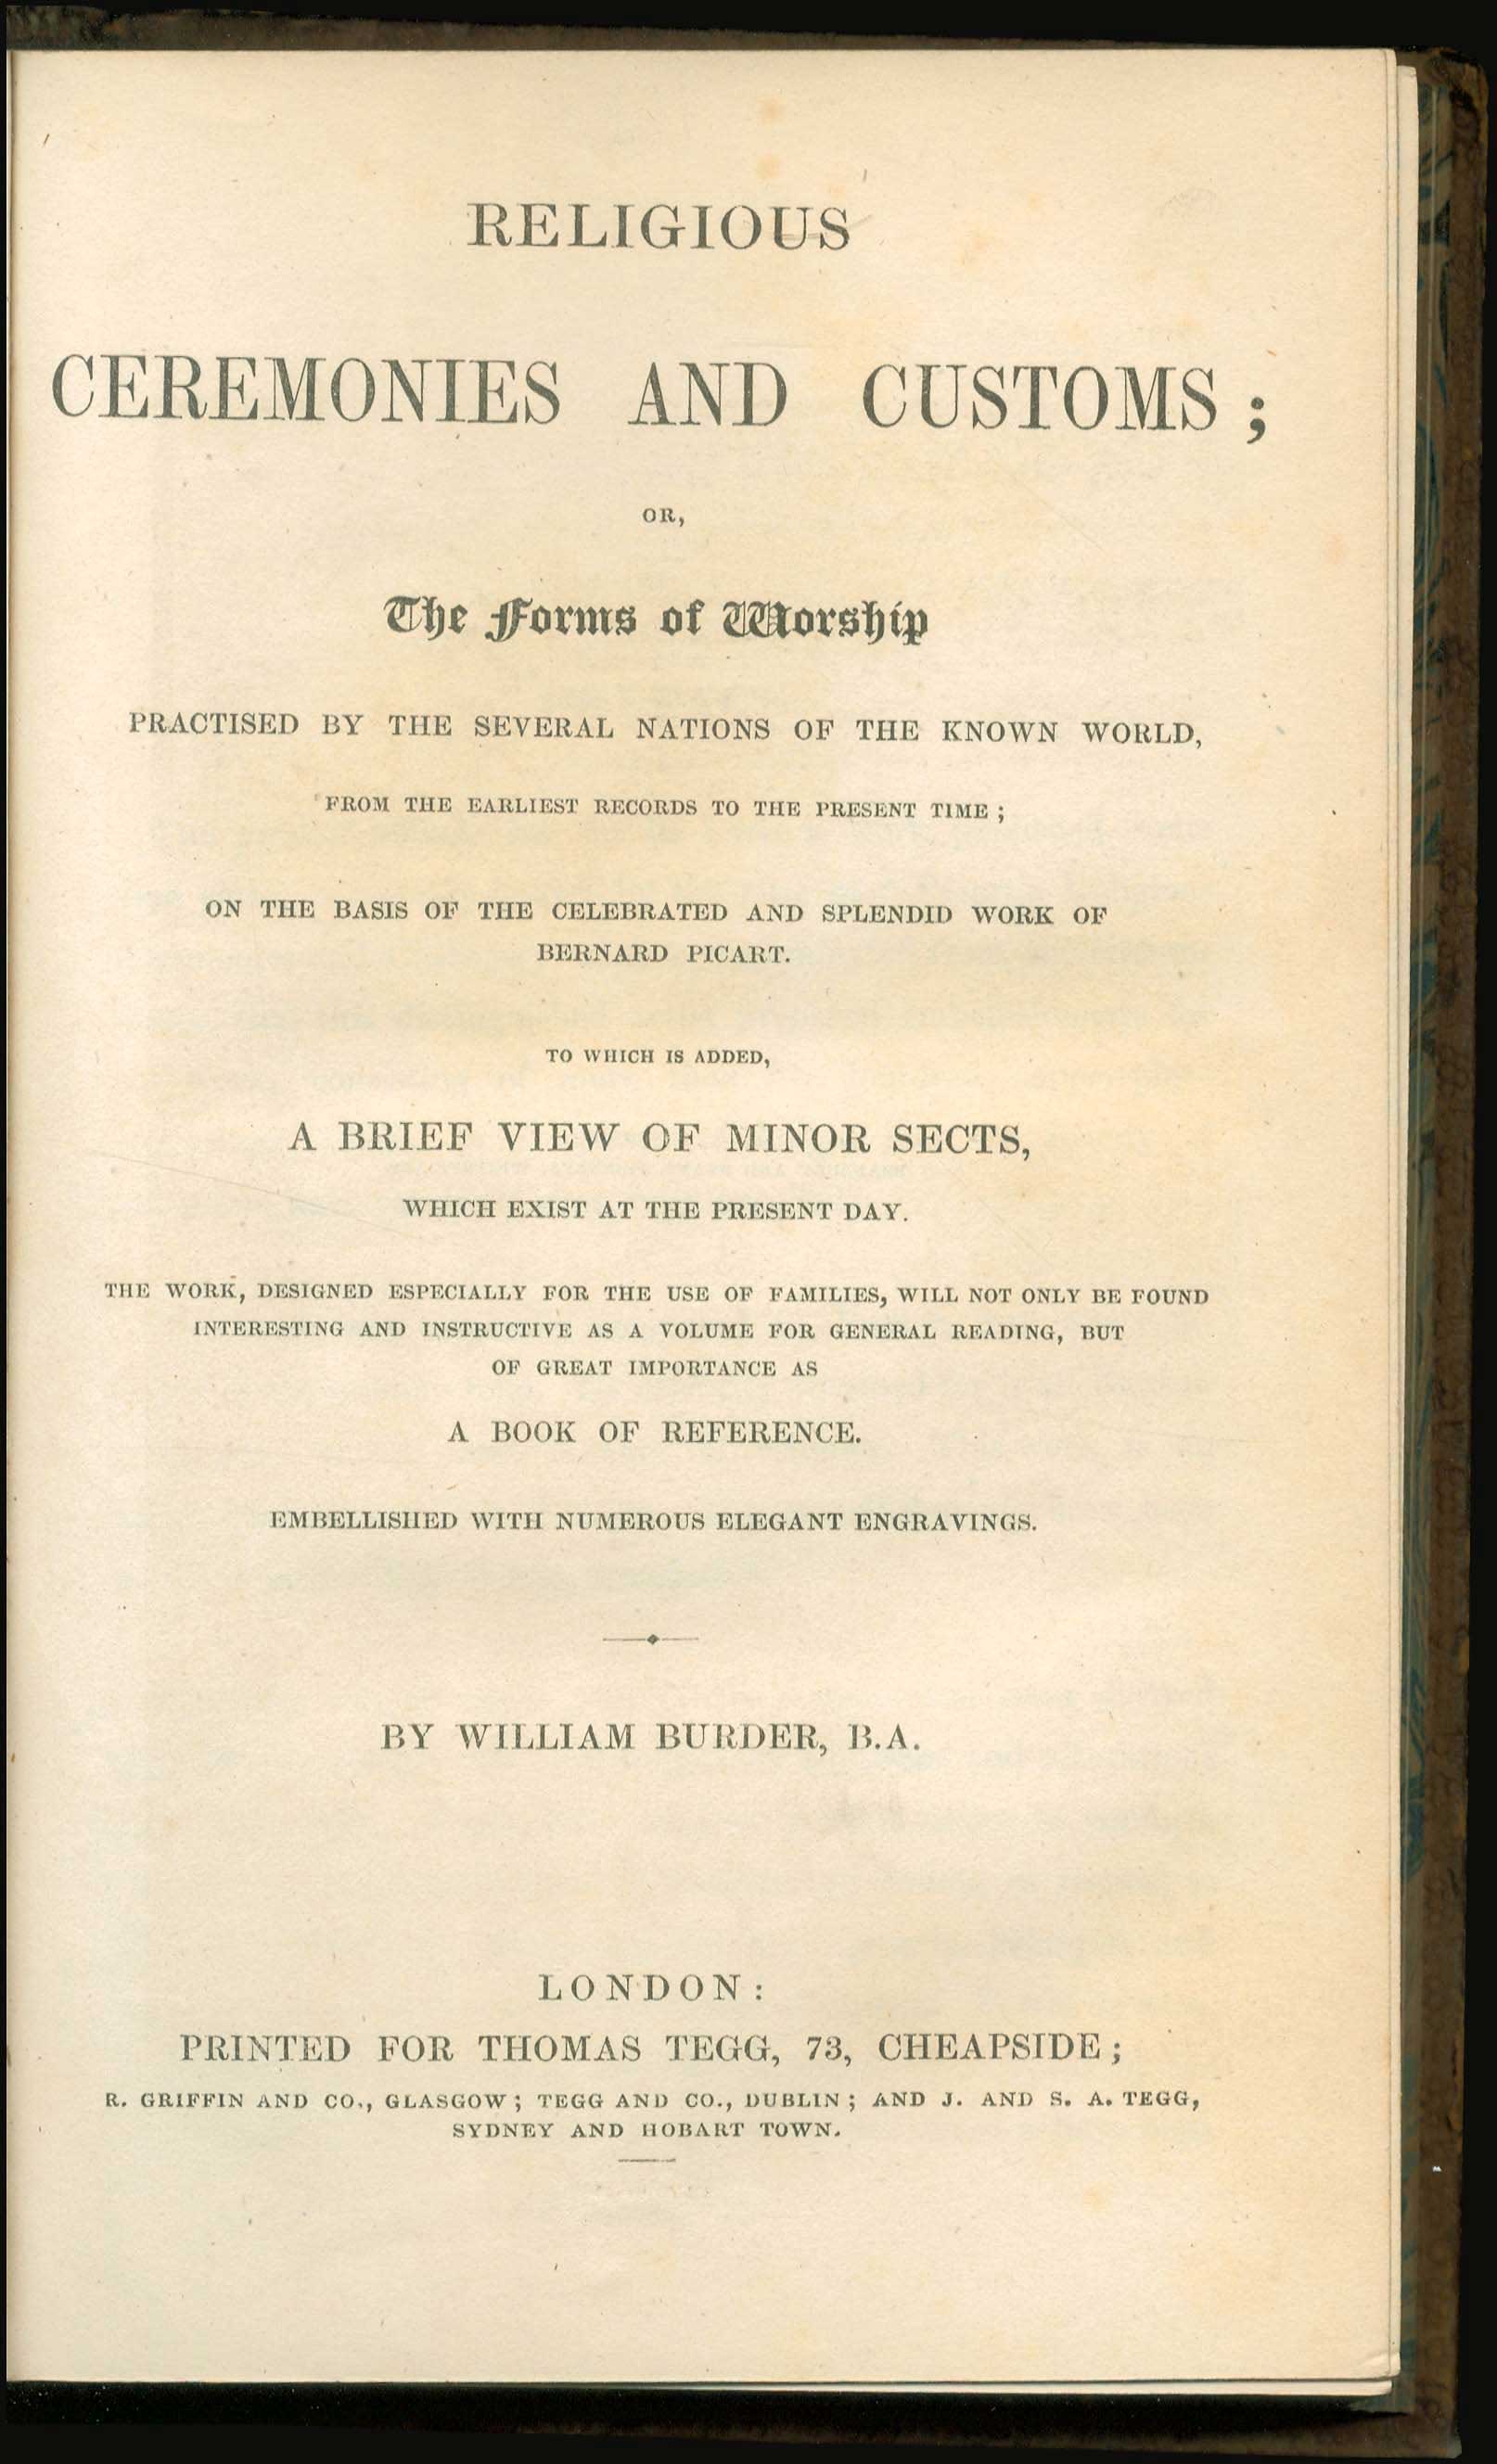 RELIGIOUS
CEREMONIES AND CUSTOMS;
OR,
The Forms of Worship
PRACTISED BY THE SEVERAL NATIONS OF THE KNOWN WORLD,
FROM THE EARLIEST RECORDS TO THE PRESENT TIME;
ON THE BASIS OF THE CELEBRATED AND SPLENDID WORK OF
BERNARD PICART.
TO WHICH IS ADDED,
A BRIEF VIEW OF MINOR SECTS,
WHICH EXIST AT THE PRESENT DAY.
THE WORK, DESIGNED ESPECIALLY FOR THE USE OF FAMILIES, WILL NOT ONLY BE FOUND
INTERESTING AND INSTRUCTIVE AS A VOLUME FOR GENERAL READING, BUT
OF GREAT IMPORTANCE AS
A BOOK OF REFERENCE.
EMBELLISHED WITH NUMEROUS ELEGANT ENGRAVINGS.
BY WILLIAM BURDER, B.A.
LONDON:
PRINTED FOR THOMAS TEGG, 73, CHEAPSIDE;
R. GRIFFIN AND CO., GLASGOW; TEGG AND CO., DUBLIN; AND J. AND S. A. TEGG,
SYDNEY AND HOBART TOWN.